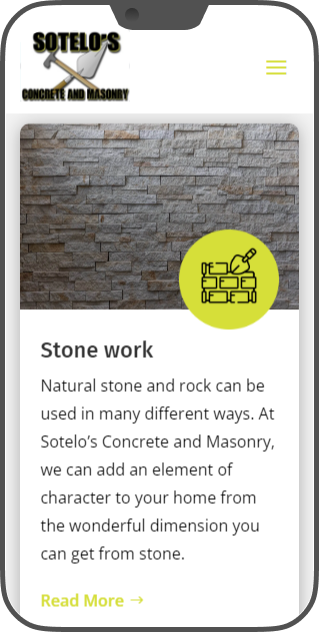 SOTELO'S
CONCRETE AND MASONRY
Stone work
Natural stone and rock can be
used in many different ways. At
Sotelo’s Concrete and Masonry,
we can add an element of
character to your home from
the wonderful dimension you
can get from stone.
Read More →